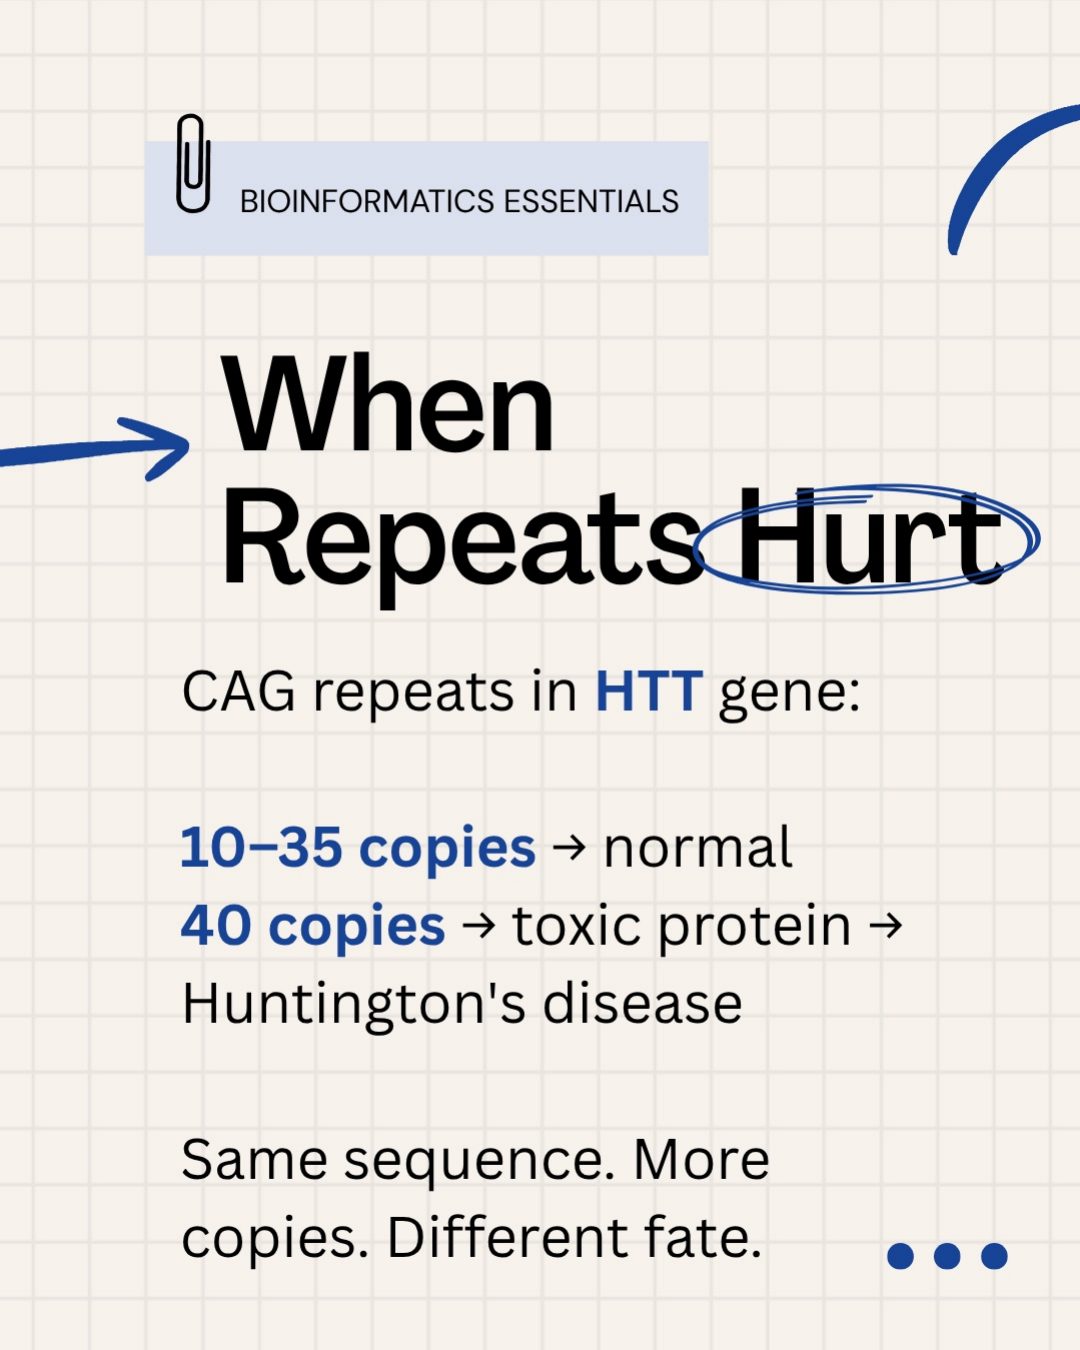 BIOINFORMATICS ESSENTIALS
When
Repeats Hurt
CAG repeats in HTT gene:
10–35 copies → normal
40 copies → toxic protein →
Huntington's disease
Same sequence. More
copies. Different fate.